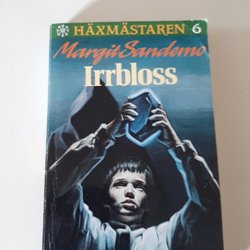 HÄXMÄSTAREN 6
Margit Sandemo
Irrbloss